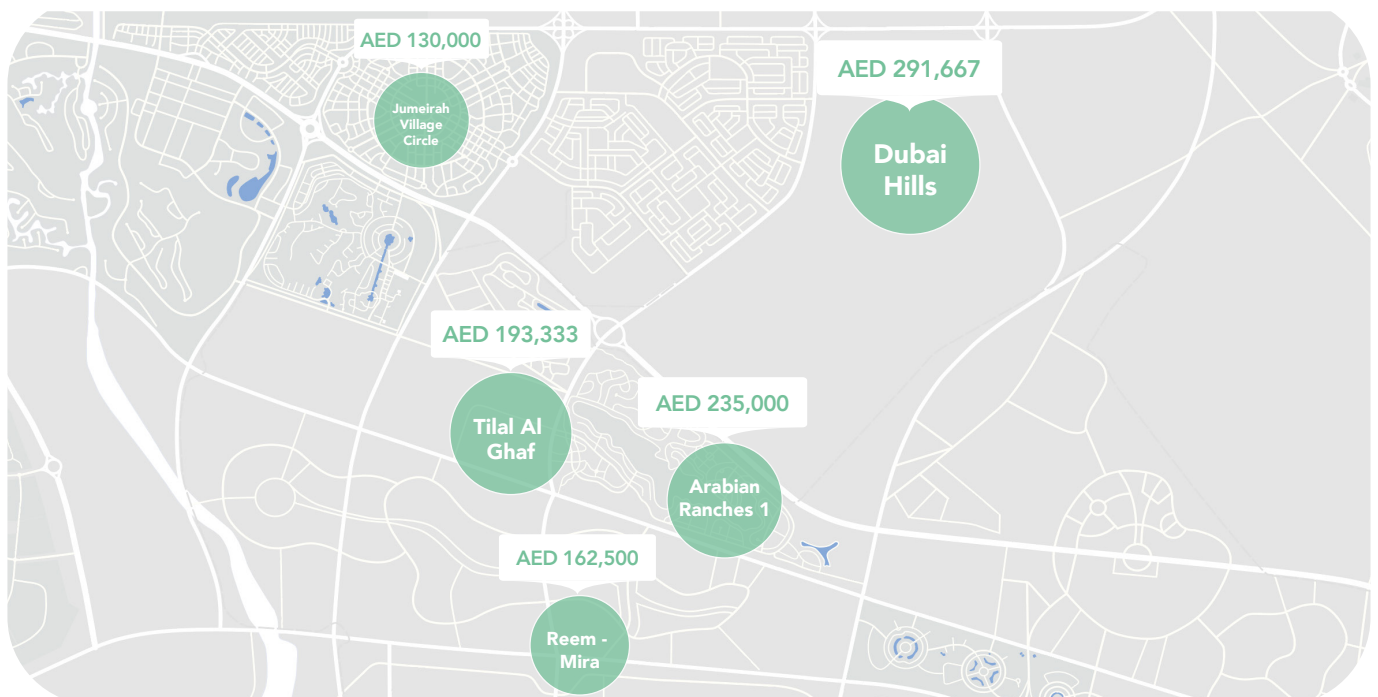 AED 130,000
Jumeirah
Village
Circle
AED 291,667
Dubai
Hills
AED 193,333
Tilal Al
Ghaf
AED 235,000
Arabian
Ranches 1
AED 162,500
Reem -
Mira